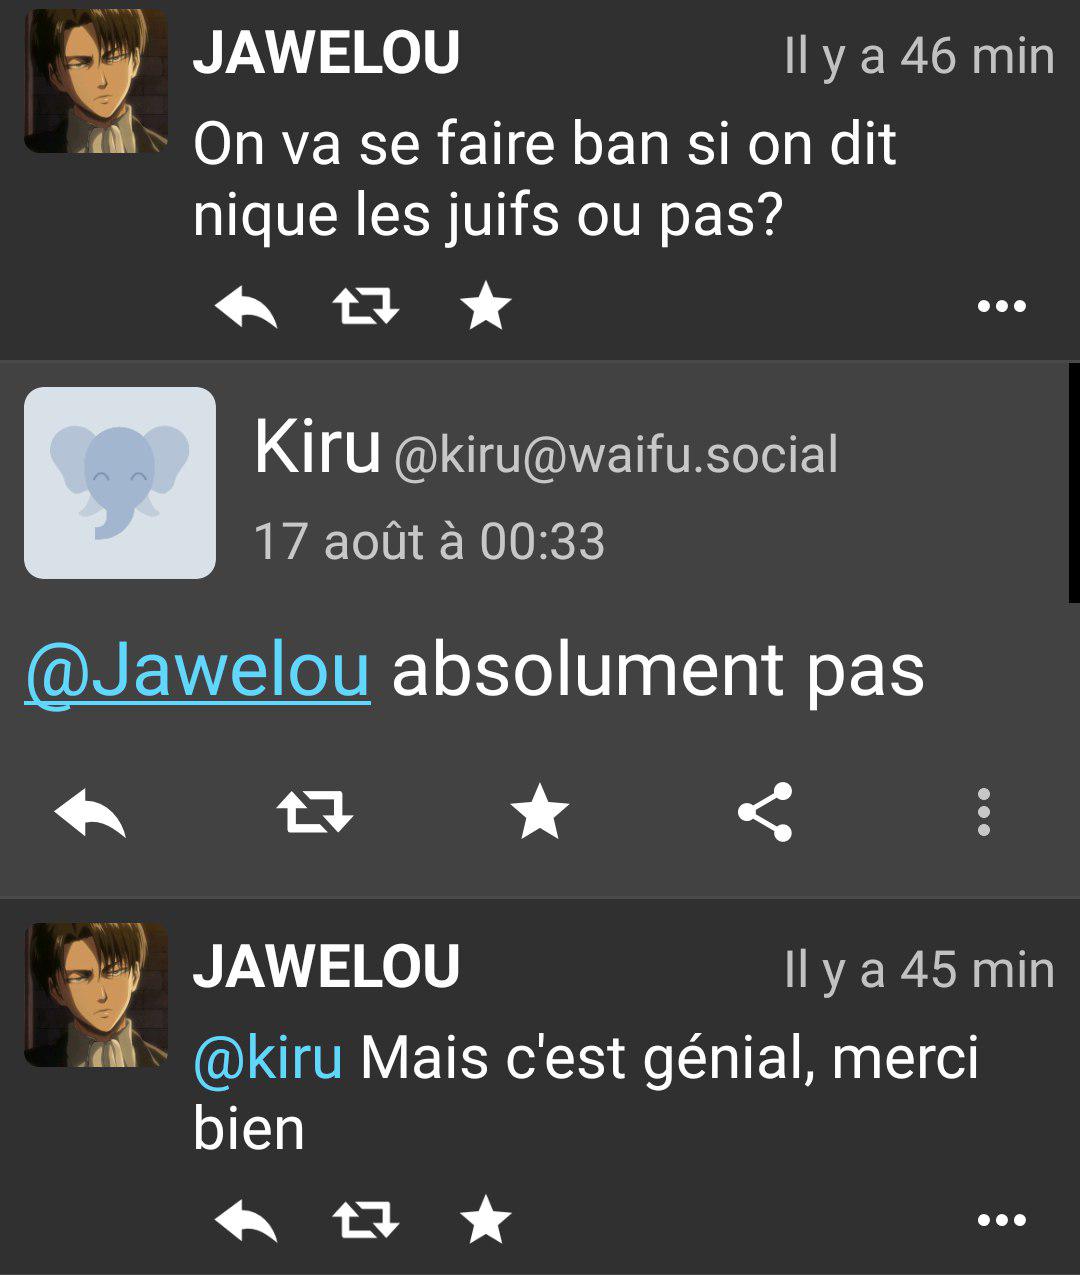 JAWELOU Il y a 46 min
On va se faire ban si on dit
nique les juifs ou pas?
Kiru @kiru@waifu.social
17 août à 00:33
@Jawelou absolument pas
JAWELOU Il y a 45 min
@kiru Mais c'est génial, merci
bien